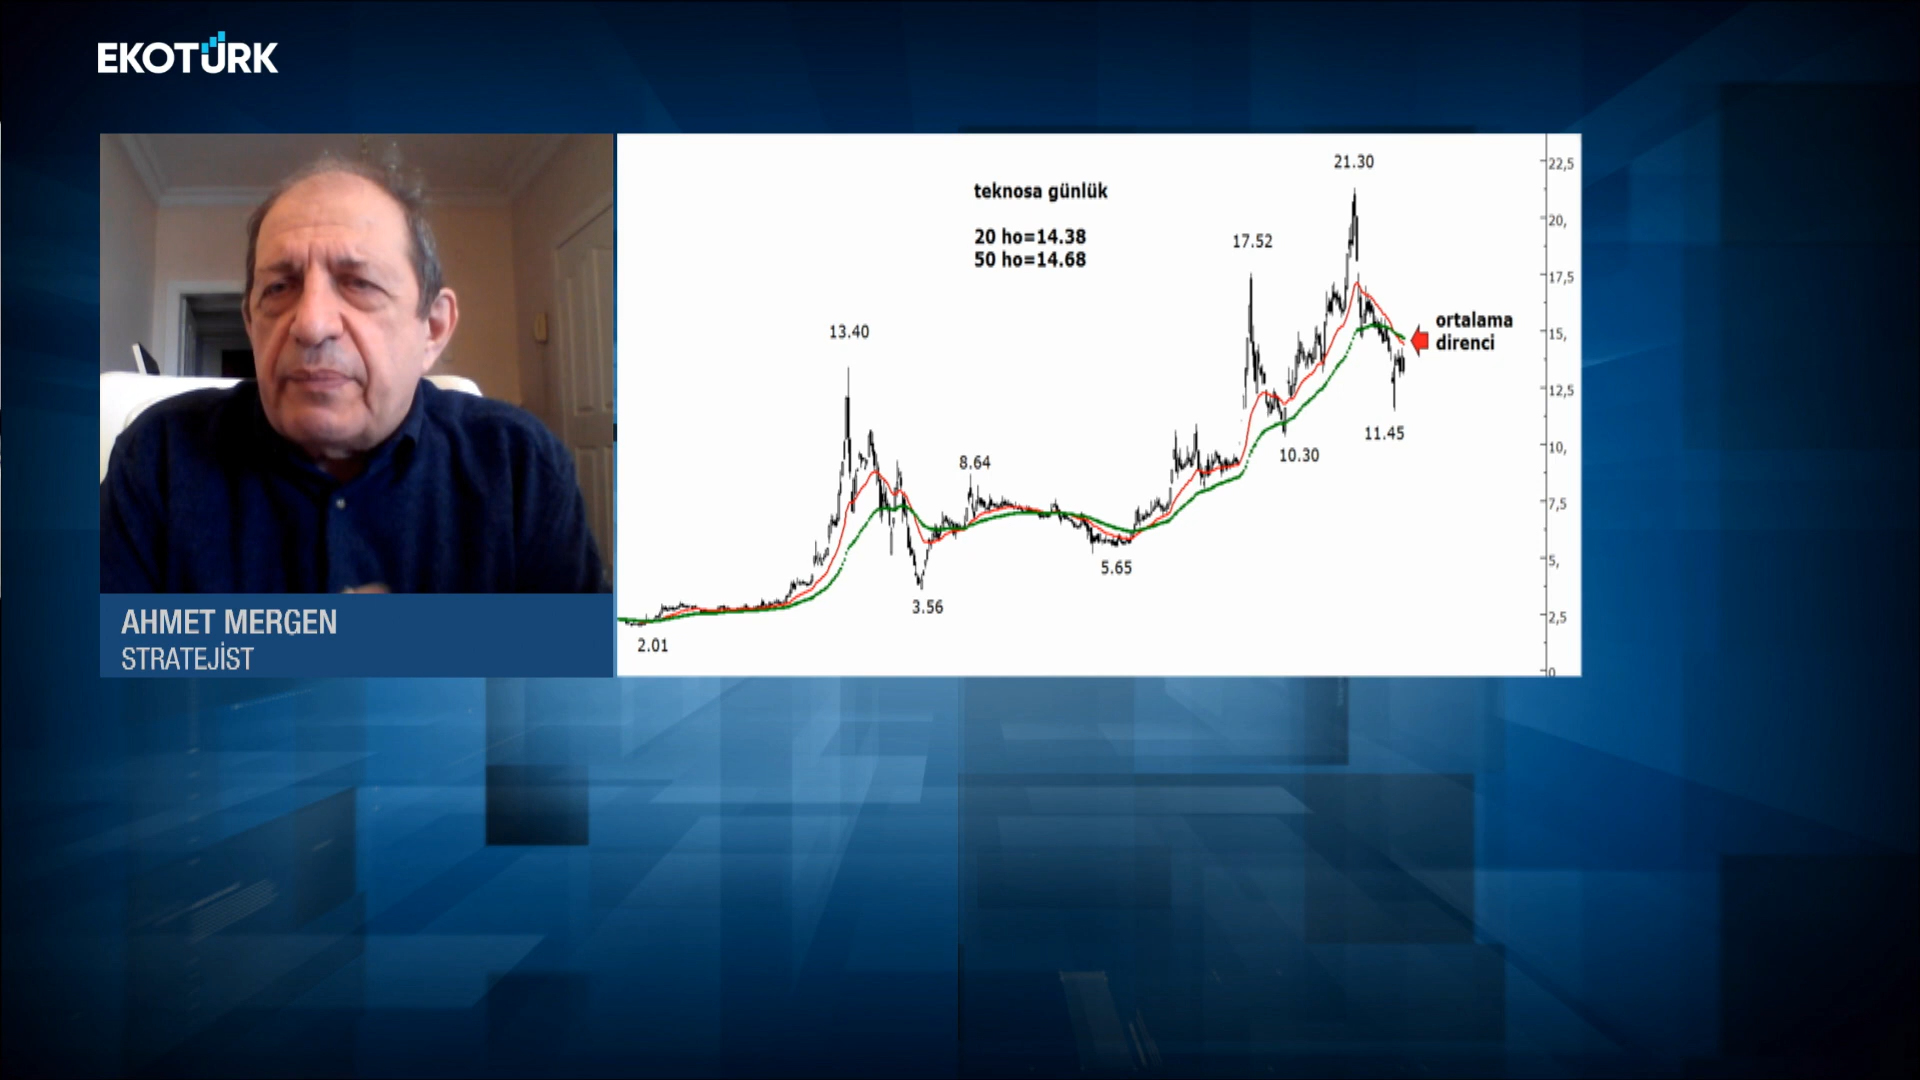 EKOTÜRK
teknosa günlük
20 ho=14.38
50 ho=14.68
21.30
17.52
13.40
ortalama
direnci
8.64
10.30
11.45
5.65
3.56
2.01
22,5
20,
17,5
15,
12,5
10,
7,5
5,
2,5
0
AHMET MERGEN
STRATEJİST